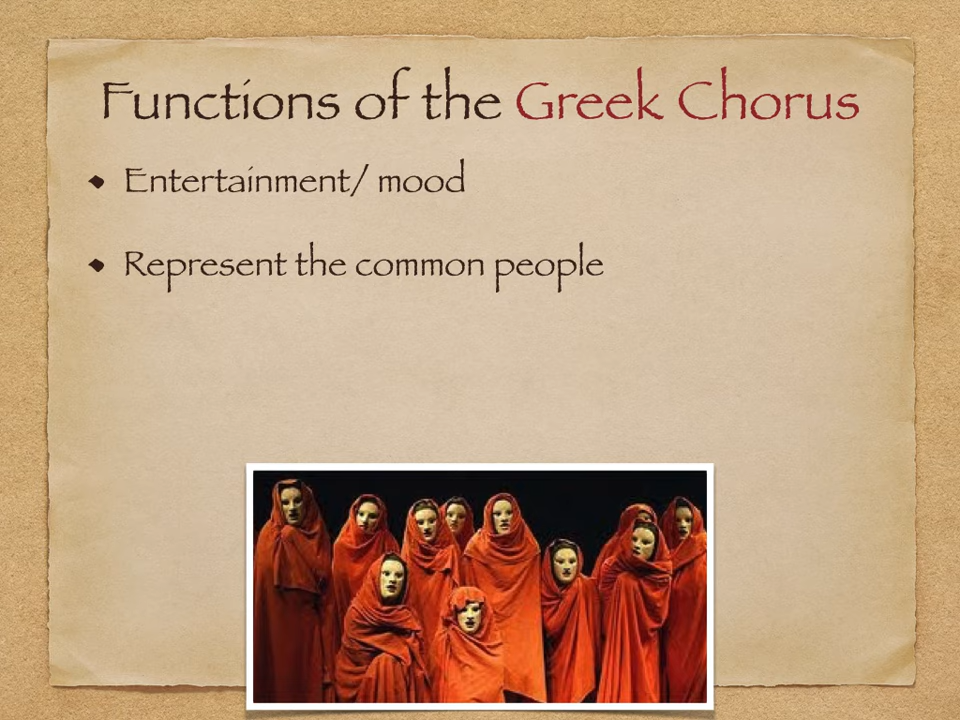 Functions of the Greek Chorus
Entertainment/ mood
Represent the common people